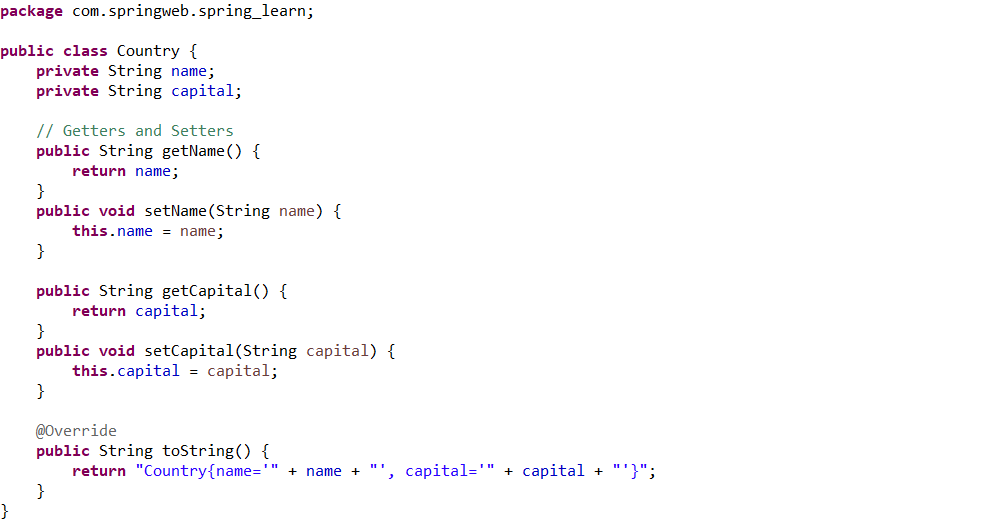 package com.springweb.spring_learn;

public class Country {
    private String name;
    private String capital;

    // Getters and Setters
    public String getName() {
        return name;
    }
    public void setName(String name) {
        this.name = name;
    }

    public String getCapital() {
        return capital;
    }
    public void setCapital(String capital) {
        this.capital = capital;
    }

    @Override
    public String toString() {
        return "Country{name='" + name + "', capital='" + capital + "'}";
    }
}